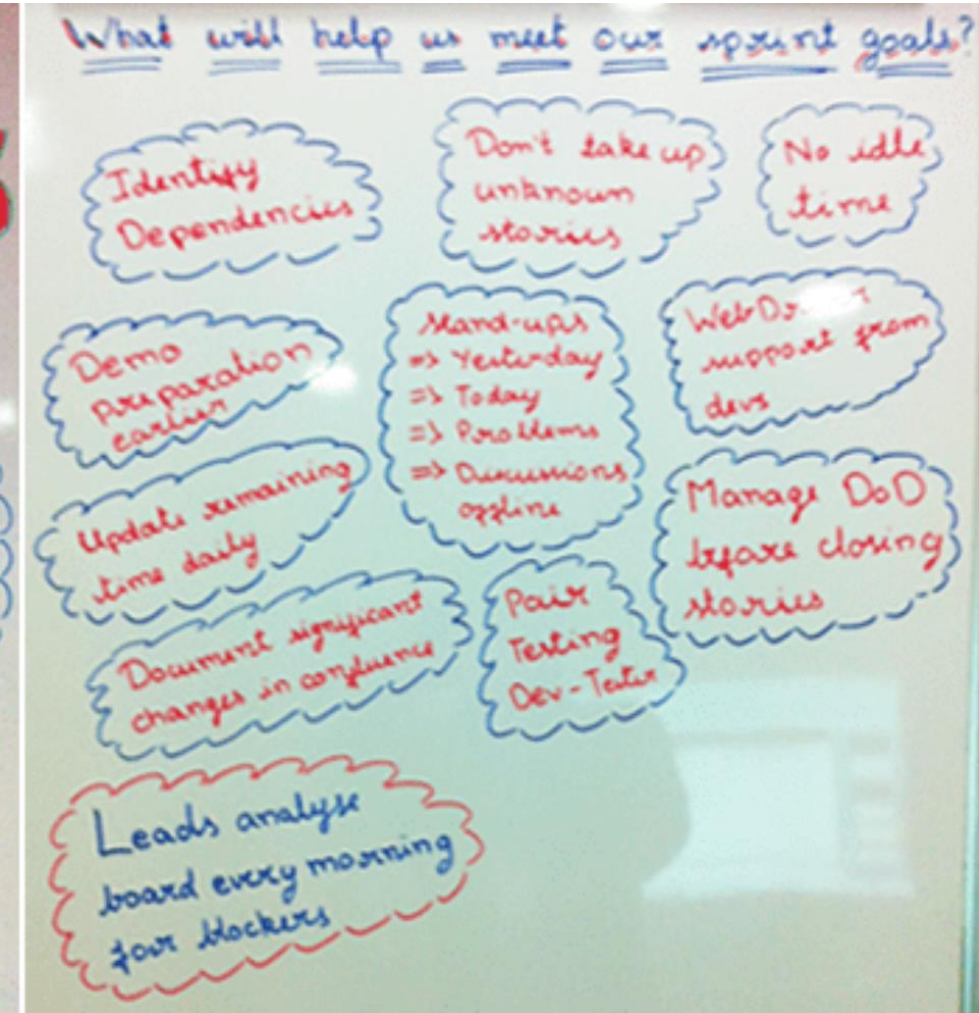 What will help us meet our sprint goals?
Identify
Dependencies
Don't take up
unknown
stories
No idle
time
Demo
preparation
earlier
Stand-ups
=> Yesterday
=> Today
=> Problems
=> Discussions
offline
support from
devs
Update remaining
time daily
Manage DoD
before closing
stories
Document significant
changes in confluence
Pair
Testing
Dev-Tester
Leads analyse
board every morning
for blockers